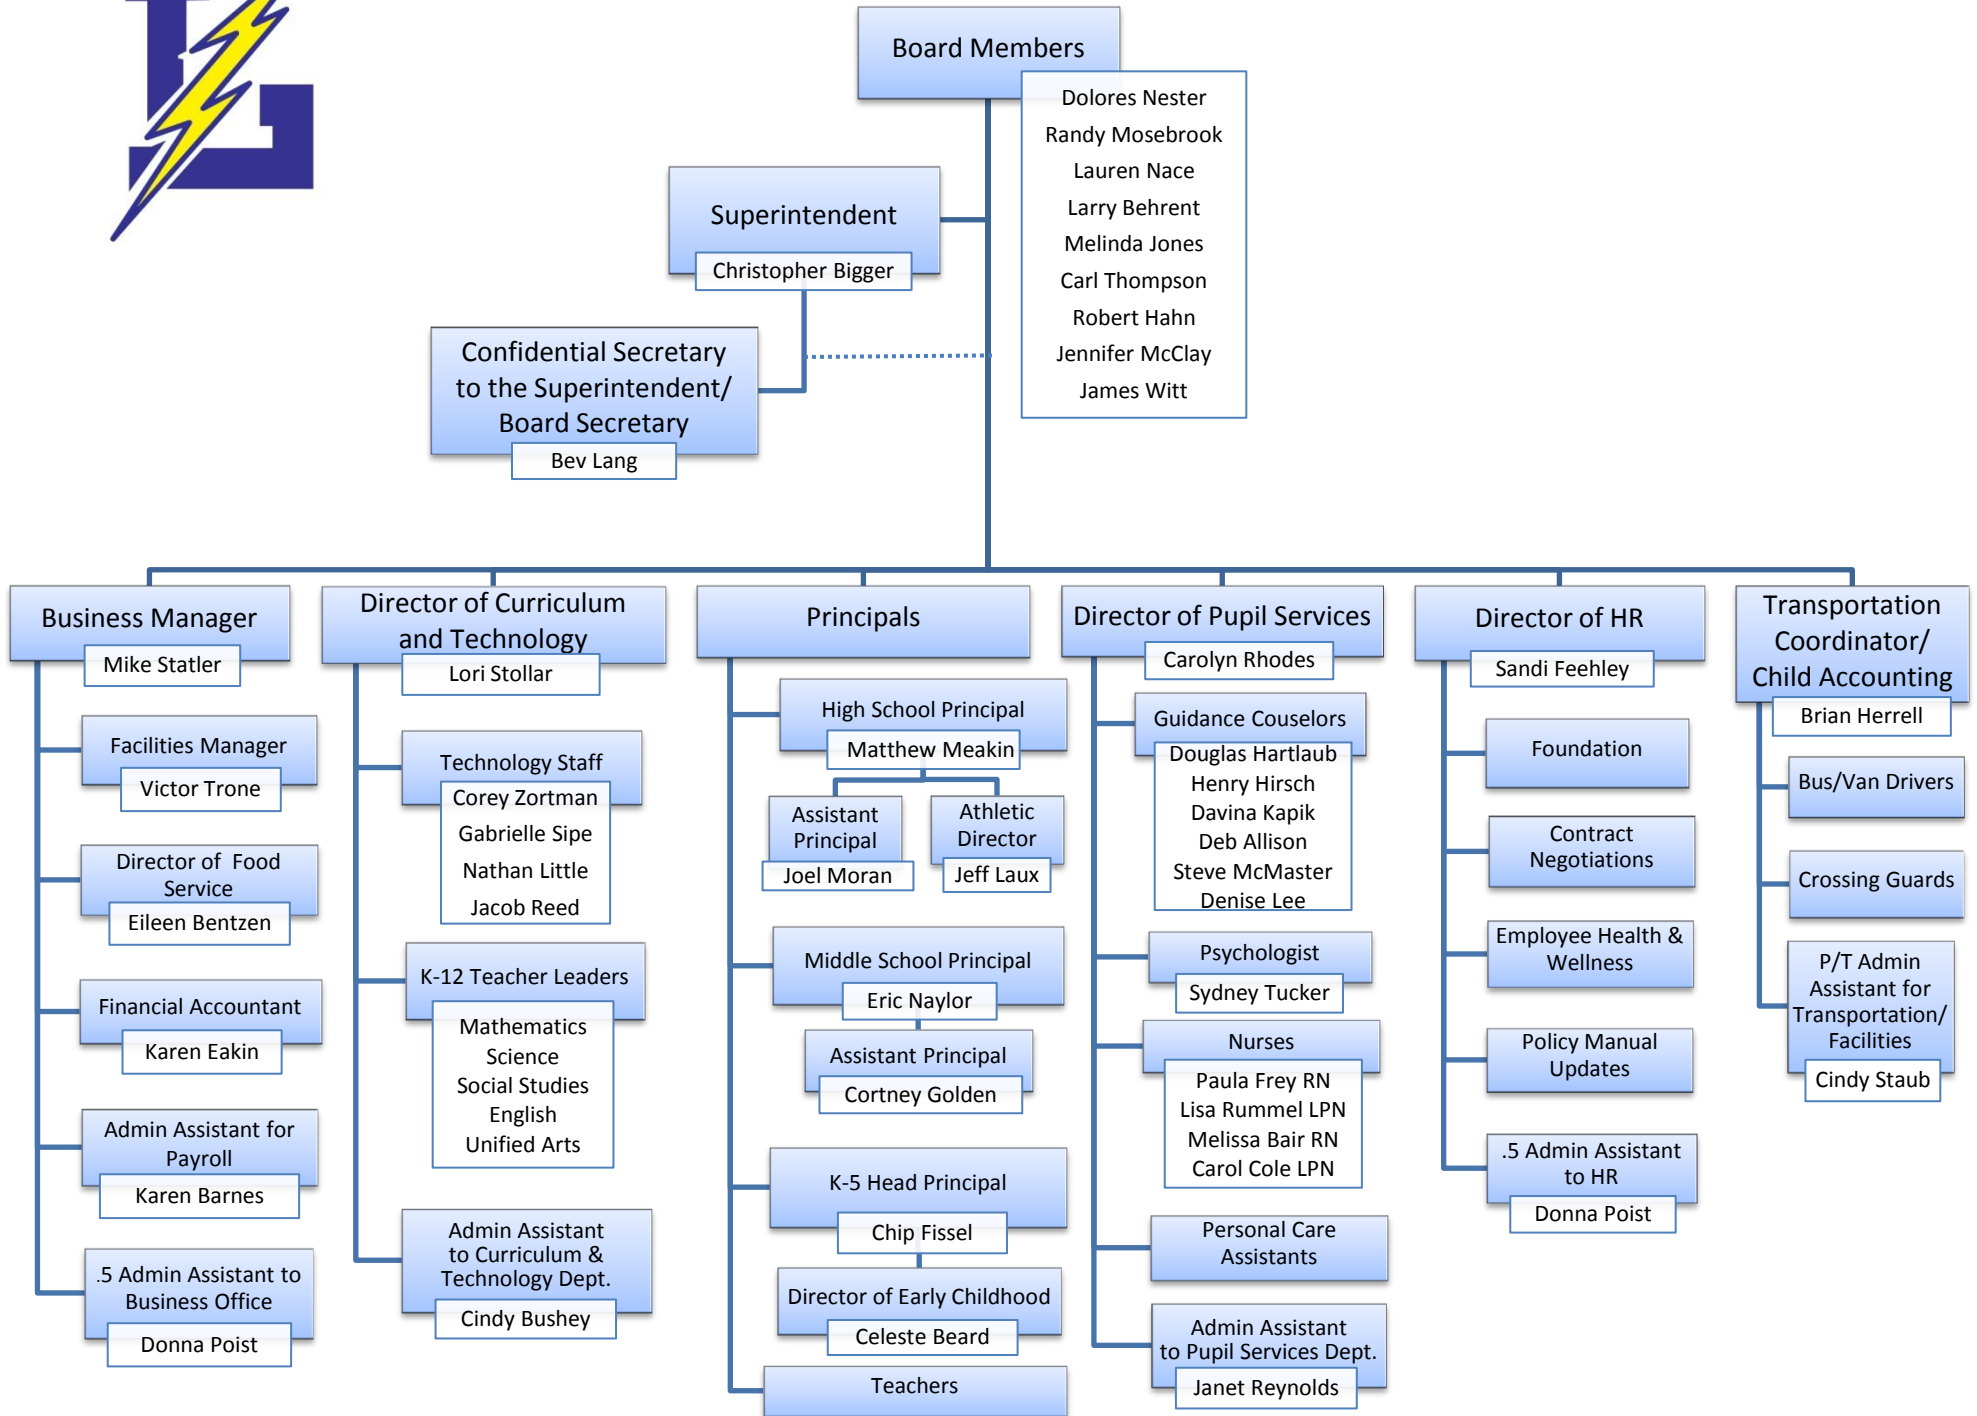 Board Members
Dolores Nester
Randy Mosebrook
Lauren Nace
Larry Behrent
Melinda Jones
Carl Thompson
Robert Hahn
Jennifer McClay
James Witt
Superintendent
Christopher Bigger
Confidential Secretary
to the Superintendent/
Board Secretary
Bev Lang
Business Manager
Mike Statler
Facilities Manager
Victor Trone
Director of  Food
Service
Eileen Bentzen
Financial Accountant
Karen Eakin
Admin Assistant for
Payroll
Karen Barnes
.5 Admin Assistant to
Business Office
Donna Poist
Director of Curriculum
and Technology
Lori Stollar
Technology Staff
Corey Zortman
Gabrielle Sipe
Nathan Little
Jacob Reed
K-12 Teacher Leaders
Mathematics
Science
Social Studies
English
Unified Arts
Admin Assistant
to Curriculum &
Technology Dept.
Cindy Bushey
Principals
High School Principal
Matthew Meakin
Assistant
Principal
Joel Moran
Athletic
Director
Jeff Laux
Middle School Principal
Eric Naylor
Assistant Principal
Cortney Golden
K-5 Head Principal
Chip Fissel
Director of Early Childhood
Celeste Beard
Teachers
Director of Pupil Services
Carolyn Rhodes
Guidance Couselors
Douglas Hartlaub
Henry Hirsch
Davina Kapik
Deb Allison
Steve McMaster
Denise Lee
Psychologist
Sydney Tucker
Nurses
Paula Frey RN
Lisa Rummel LPN
Melissa Bair RN
Carol Cole LPN
Personal Care
Assistants
Admin Assistant
to Pupil Services Dept.
Janet Reynolds
Director of HR
Sandi Feehley
Foundation
Contract
Negotiations
Employee Health &
Wellness
Policy Manual
Updates
.5 Admin Assistant
to HR
Donna Poist
Transportation
Coordinator/
Child Accounting
Brian Herrell
Bus/Van Drivers
Crossing Guards
P/T Admin
Assistant for
Transportation/
Facilities
Cindy Staub